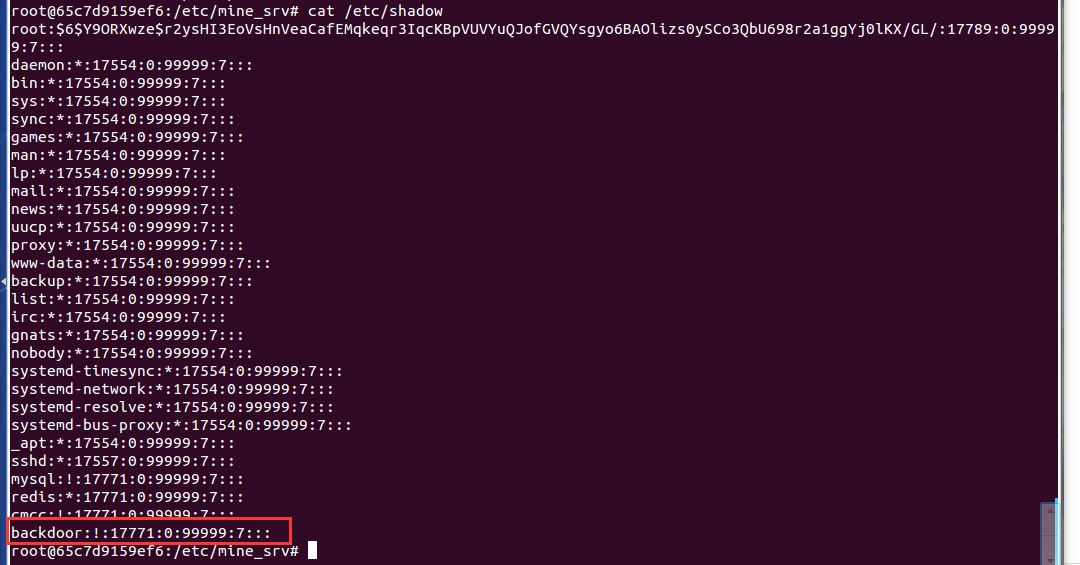 root@65c7d9159ef6:/etc/mine_srv# cat /etc/shadow
root:$6$Y9ORXwze$r2ysHI3EoVsHnVeaCafEMqkeqr3IqcKBpVUVYuQJofGVQYsgyo6BAOlizs0ySCo3QbU698r2a1ggYj0lKX/GL/:17789:0:9999
9:7:::
daemon:*:17554:0:99999:7:::
bin:*:17554:0:99999:7:::
sys:*:17554:0:99999:7:::
sync:*:17554:0:99999:7:::
games:*:17554:0:99999:7:::
man:*:17554:0:99999:7:::
lp:*:17554:0:99999:7:::
mail:*:17554:0:99999:7:::
news:*:17554:0:99999:7:::
uucp:*:17554:0:99999:7:::
proxy:*:17554:0:99999:7:::
www-data:*:17554:0:99999:7:::
backup:*:17554:0:99999:7:::
list:*:17554:0:99999:7:::
irc:*:17554:0:99999:7:::
gnats:*:17554:0:99999:7:::
nobody:*:17554:0:99999:7:::
systemd-timesync:*:17554:0:99999:7:::
systemd-network:*:17554:0:99999:7:::
systemd-resolve:*:17554:0:99999:7:::
systemd-bus-proxy:*:17554:0:99999:7:::
_apt:*:17554:0:99999:7:::
sshd:*:17557:0:99999:7:::
mysql:!:17771:0:99999:7:::
redis:*:17771:0:99999:7:::
cmcc:!:17771:0:99999:7:::
backdoor:!:17771:0:99999:7:::
root@65c7d9159ef6:/etc/mine_srv#